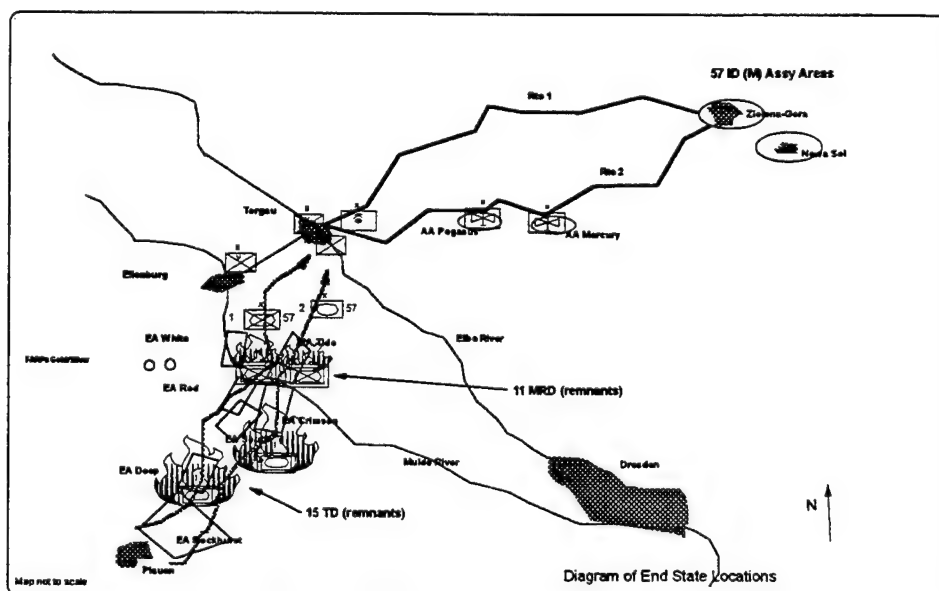 57 ID (M) Assy Areas
Rte 1
Zielona-Gora
Nowa Sol
Rte 2
Torgau
AA Pegasus
AA Mercury
Eilenburg
1
57
2
57
EA White
Elbe River
EA Red
11 MRD (remnants)
EA Crimson
EA Deep
Mulde River
Dresden
15 TD (remnants)
N
Plauen
Map not to scale
Diagram of End State Locations